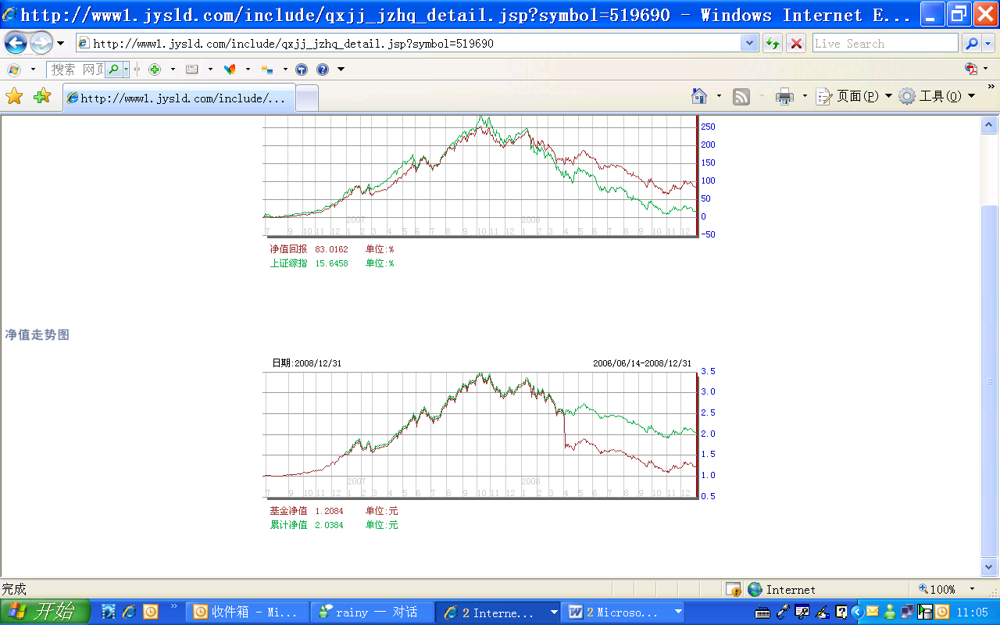 http://www1.jysld.com/include/qxjj_jzhq_detail.jsp?symbol=519690 - Windows Internet E...
http://www1.jysld.com/include/qxjj_jzhq_detail.jsp?symbol=519690
Live Search
搜索 网页
http://www1.jysld.com/include/...
页面(P)
工具(O)
250
200
150
100
50
0
-50
2007 2008
7 9 10 11 12 1 2 3 4 5 6 7 8 9 10 11 12 1 2 3 4 5 6 7 8 9 10 11 12
净值回报 83.0162 单位:%
上证综指 15.6458 单位:%
净值走势图
日期:2008/12/31 2006/06/14-2008/12/31
3.5
3.0
2.5
2.0
1.5
1.0
0.5
2007 2008
7 9 10 11 12 1 2 3 4 5 6 7 8 9 10 11 12 1 2 3 4 5 6 7 8 9 10 11 12
基金净值 1.2084 单位:元
累计净值 2.0384 单位:元
完成 Internet 100%
开始 收件箱 - Mi... rainy 一 对话 2 Interne... 2 Microso... 11:05